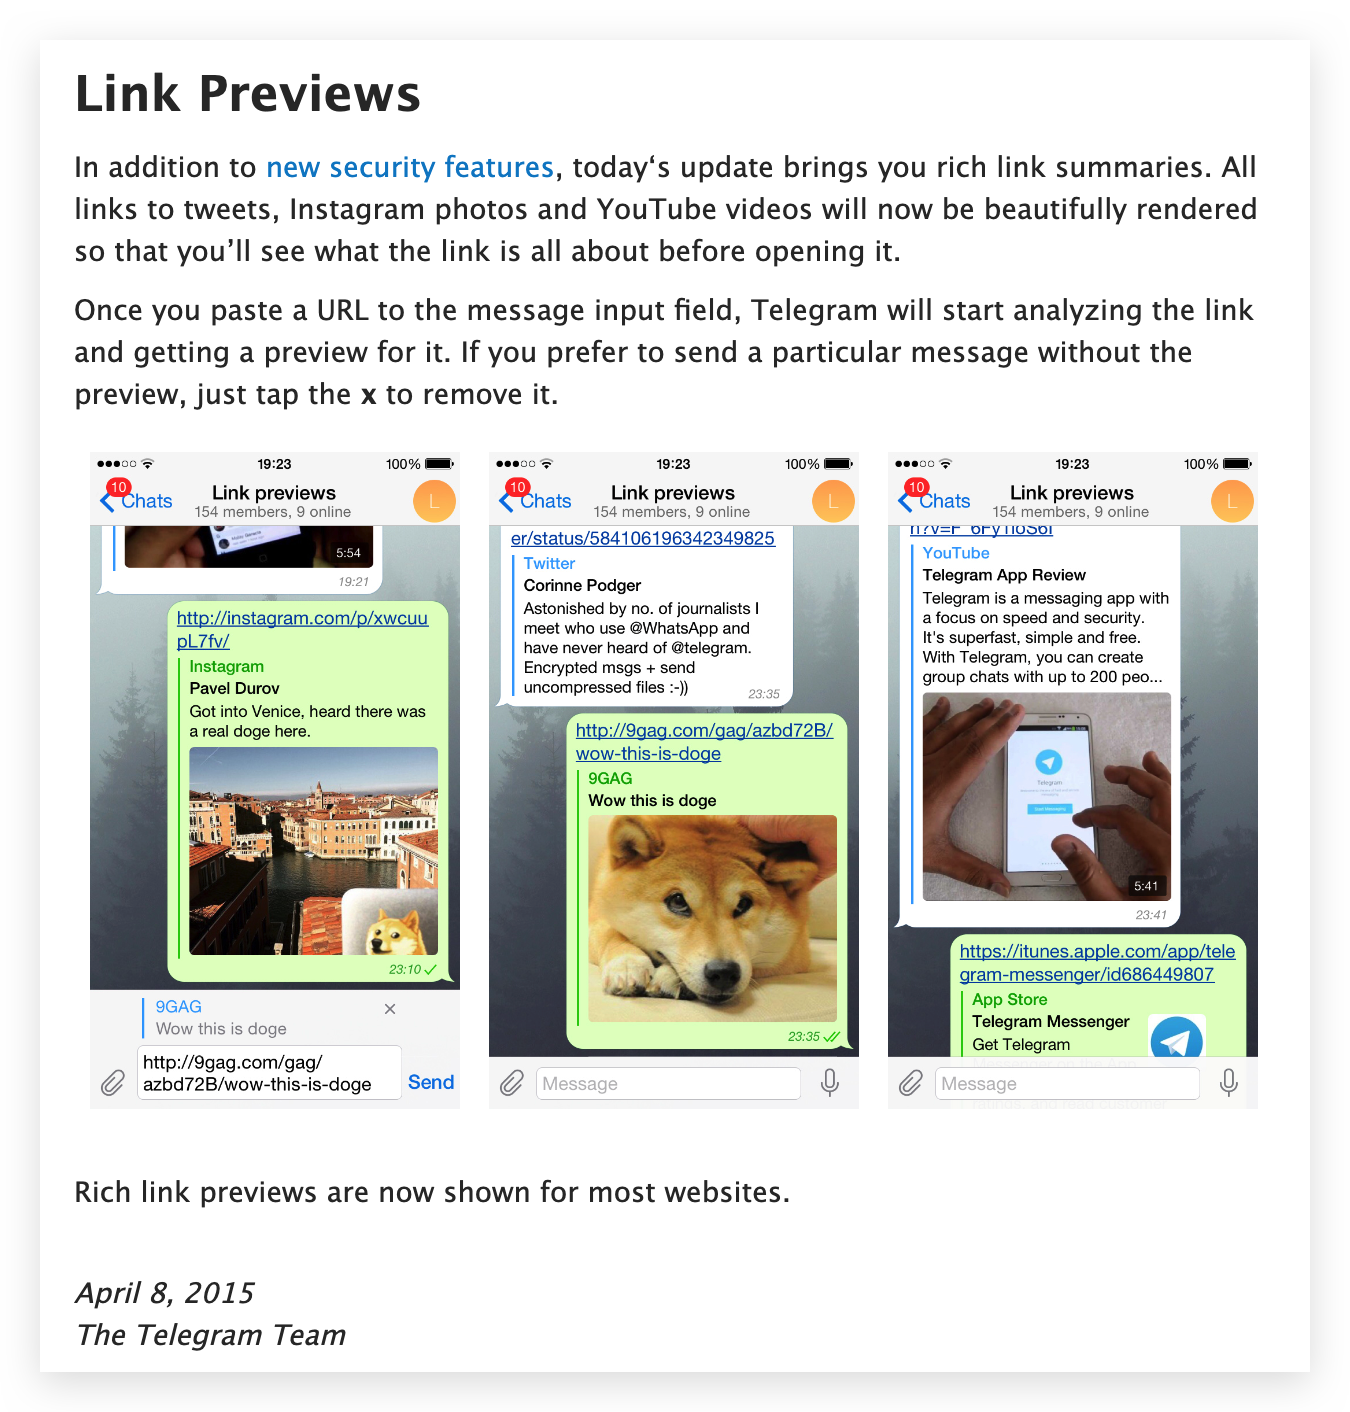 Link Previews
In addition to new security features, today‘s update brings you rich link summaries. All
links to tweets, Instagram photos and YouTube videos will now be beautifully rendered
so that you’ll see what the link is all about before opening it.
Once you paste a URL to the message input field, Telegram will start analyzing the link
and getting a preview for it. If you prefer to send a particular message without the
preview, just tap the x to remove it.
19:23
100%
10
Chats
Link previews
154 members, 9 online
L
5:54
19:21
http://instagram.com/p/xwcuu
pL7fv/
Instagram
Pavel Durov
Got into Venice, heard there was
a real doge here.
23:10
9GAG
Wow this is doge
http://9gag.com/gag/
azbd72B/wow-this-is-doge
Send
19:23
100%
10
Chats
Link previews
154 members, 9 online
L
er/status/584106196342349825
Twitter
Corinne Podger
Astonished by no. of journalists I
meet who use @WhatsApp and
have never heard of @telegram.
Encrypted msgs + send
uncompressed files :-))
23:35
http://9gag.com/gag/azbd72B/
wow-this-is-doge
9GAG
Wow this is doge
23:35
Message
19:23
100%
10
Chats
Link previews
154 members, 9 online
L
YouTube
Telegram App Review
Telegram is a messaging app with
a focus on speed and security.
It's superfast, simple and free.
With Telegram, you can create
group chats with up to 200 peo...
Telegram
Start Messaging
5:41
23:41
https://itunes.apple.com/app/tele
gram-messenger/id686449807
App Store
Telegram Messenger
Get Telegram
Message
Rich link previews are now shown for most websites.
April 8, 2015
The Telegram Team